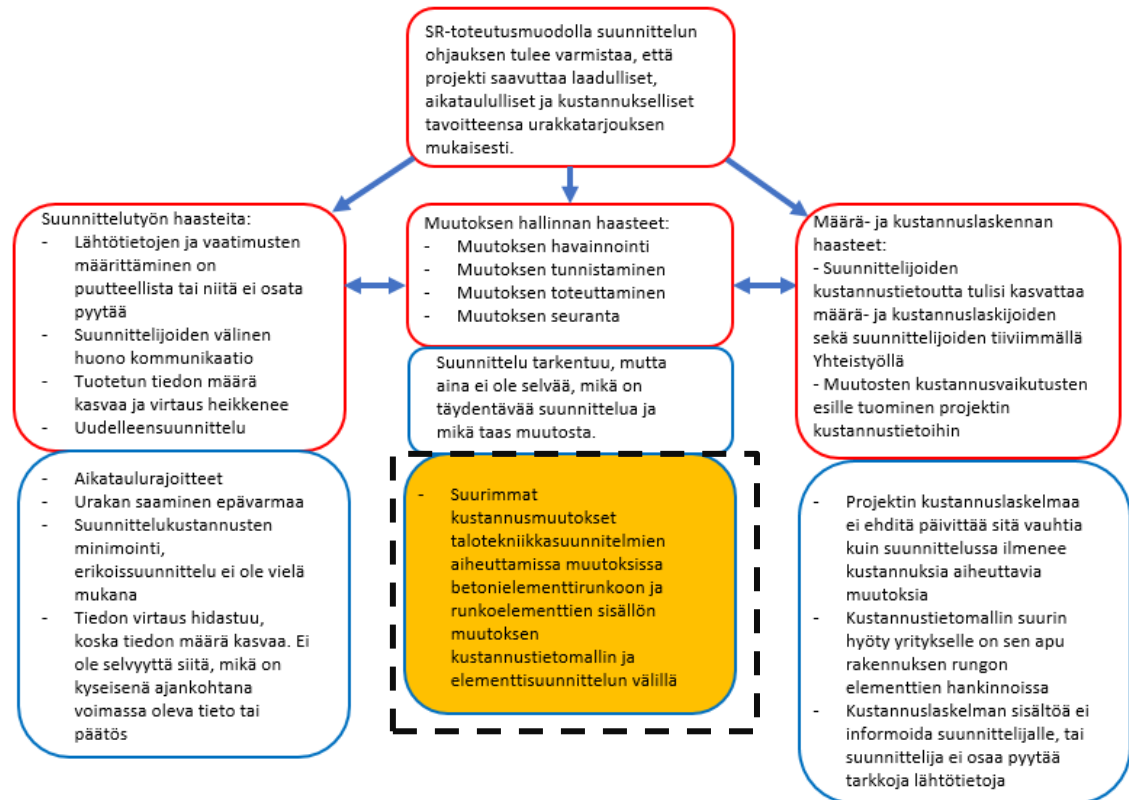 SR-toteutusmuodolla suunnittelun
ohjauksen tulee varmistaa, että
projekti saavuttaa laadulliset,
aikataululliset ja kustannukselliset
tavoitteensa urakkatarjouksen
mukaisesti.
Suunnittelutyön haasteita:
- Lähtötietojen ja vaatimusten
määrittäminen on
puutteellista tai niitä ei osata
pyytää
- Suunnittelijoiden välinen
huono kommunikaatio
- Tuotetun tiedon määrä
kasvaa ja virtaus heikkenee
- Uudelleensuunnittelu
- Aikataulurajoitteet
- Urakan saaminen epävarmaa
- Suunnittelukustannusten
minimointi,
erikoissuunnittelu ei ole vielä
mukana
- Tiedon virtaus hidastuu,
koska tiedon määrä kasvaa. Ei
ole selvyyttä siitä, mikä on
kyseisenä ajankohtana
voimassa oleva tieto tai
päätös
Muutoksen hallinnan haasteet:
- Muutoksen havainnointi
- Muutoksen tunnistaminen
- Muutoksen toteuttaminen
- Muutoksen seuranta
Suunnittelu tarkentuu, mutta
aina ei ole selvää, mikä on
täydentävää suunnittelua ja
mikä taas muutosta.
- Suurimmat
kustannusmuutokset
talotekniikkasuunnitelmien
aiheuttamissa muutoksissa
betonielementtirunkoon ja
runkoelementtien sisällön
muutoksen
kustannustietomallin ja
elementtisuunnittelun välillä
Määrä- ja kustannuslaskennan
haasteet:
- Suunnittelijoiden
kustannustietoutta tulisi kasvattaa
määrä- ja kustannuslaskijoiden
sekä suunnittelijoiden tiiviimmällä
Yhteistyöllä
- Muutosten kustannusvaikutusten
esille tuominen projektin
kustannustietoihin
- Projektin kustannuslaskelmaa
ei ehditä päivittää sitä vauhtia
kuin suunnittelussa ilmenee
kustannuksia aiheuttavia
muutoksia
- Kustannustietomallin suurin
hyöty yritykselle on sen apu
rakennuksen rungon
elementtien hankinnoissa
- Kustannuslaskelman sisältöä ei
informoida suunnittelijalle, tai
suunnittelija ei osaa pyytää
tarkkoja lähtötietoja